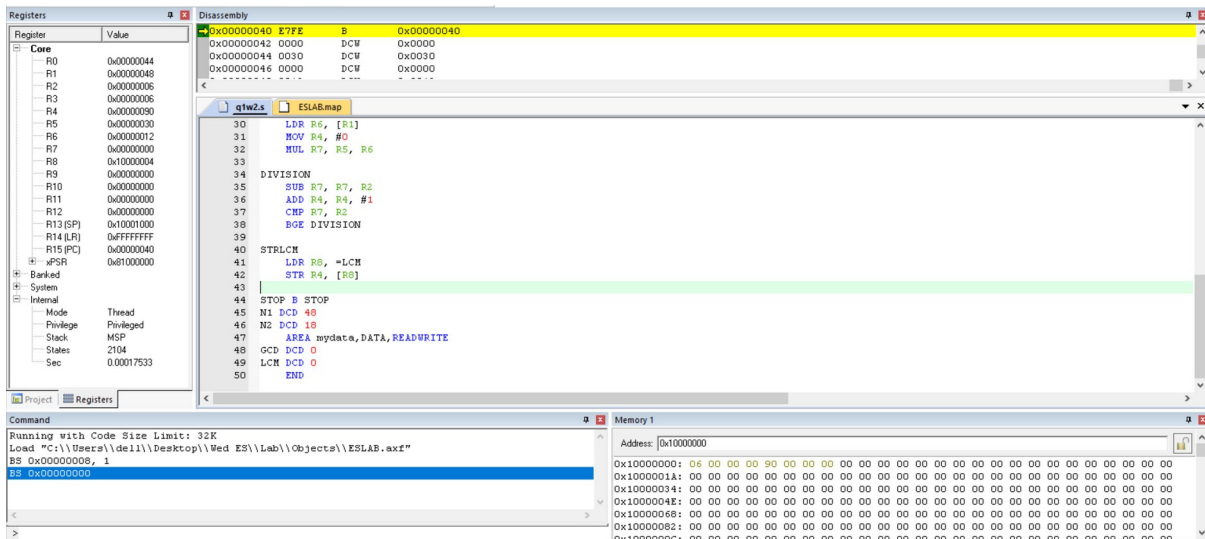 Registers
Register Value
Core
R0 0x00000044
R1 0x00000048
R2 0x00000006
R3 0x00000006
R4 0x00000090
R5 0x00000030
R6 0x00000012
R7 0x00000000
R8 0x10000004
R9 0x00000000
R10 0x00000000
R11 0x00000000
R12 0x00000000
R13 (SP) 0x10001000
R14 (LR) 0xFFFFFFFF
R15 (PC) 0x00000040
xPSR 0x81000000
Banked
System
Internal
Mode Thread
Privilege Privileged
Stack MSP
States 2104
Sec 0.00017533
Project Registers
Disassembly
0x00000040 E7FE B 0x00000040
0x00000042 0000 DCW 0x0000
0x00000044 0030 DCW 0x0030
0x00000046 0000 DCW 0x0000
q1w2.s ESLAB.map
30 LDR R6, [R1]
31 MOV R4, #0
32 MUL R7, R5, R6
33
34 DIVISION
35 SUB R7, R7, R2
36 ADD R4, R4, #1
37 CMP R7, R2
38 BGE DIVISION
39
40 STRLCM
41 LDR R8, =LCM
42 STR R4, [R8]
43
44 STOP B STOP
45 N1 DCD 48
46 N2 DCD 18
47 AREA mydata,DATA,READWRITE
48 GCD DCD 0
49 LCM DCD 0
50 END
Command
Running with Code Size Limit: 32K
Load "C:\\Users\\dell\\Desktop\\Wed ES\\Lab\\Objects\\ESLAB.axf"
BS 0x00000008, 1
BS 0x00000000
>
Memory 1
Address: 0x10000000
0x10000000: 06 00 00 00 90 00 00 00 00 00 00 00 00 00 00 00 00 00 00 00 00 00 00 00 00 00
0x1000001A: 00 00 00 00 00 00 00 00 00 00 00 00 00 00 00 00 00 00 00 00 00 00 00 00 00 00
0x10000034: 00 00 00 00 00 00 00 00 00 00 00 00 00 00 00 00 00 00 00 00 00 00 00 00 00 00
0x1000004E: 00 00 00 00 00 00 00 00 00 00 00 00 00 00 00 00 00 00 00 00 00 00 00 00 00 00
0x10000068: 00 00 00 00 00 00 00 00 00 00 00 00 00 00 00 00 00 00 00 00 00 00 00 00 00 00
0x10000082: 00 00 00 00 00 00 00 00 00 00 00 00 00 00 00 00 00 00 00 00 00 00 00 00 00 00